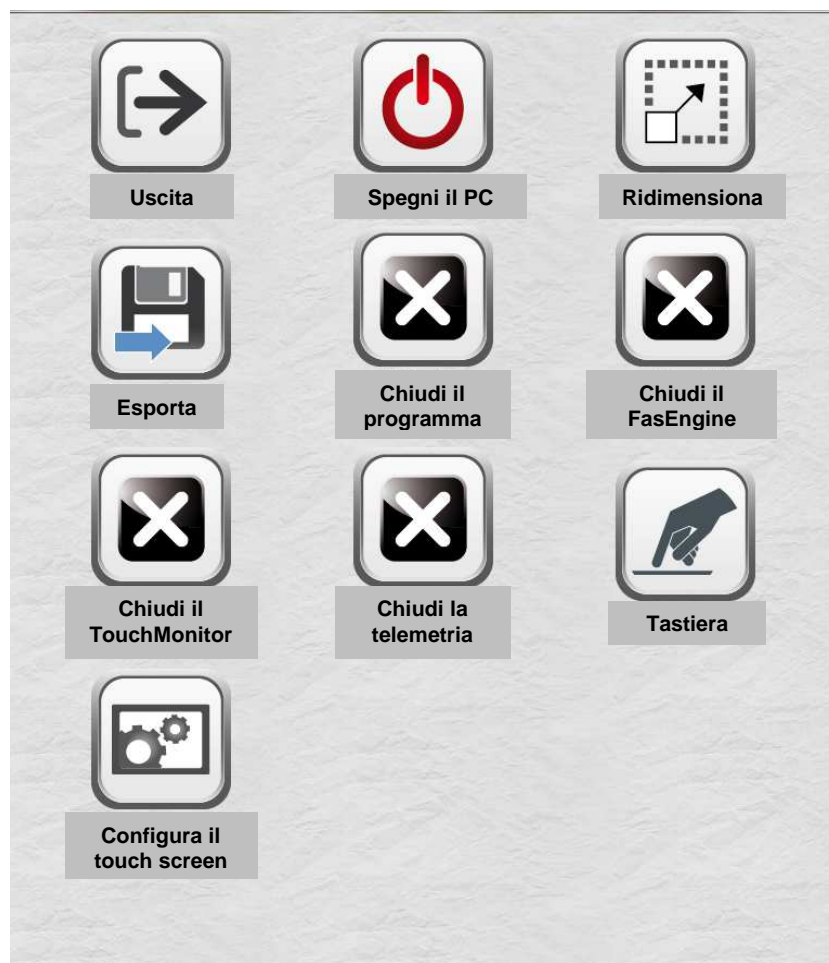 Uscita
Spegni il PC
Ridimensiona
Esporta
Chiudi il
programma
Chiudi il
FasEngine
Chiudi il
TouchMonitor
Chiudi la
telemetria
Tastiera
Configura il
touch screen